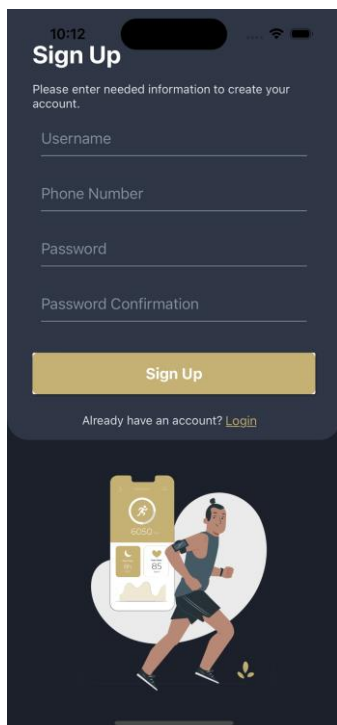 10:12
Sign Up
Please enter needed information to create your
account.
Username
Phone Number
Password
Password Confirmation
Sign Up
Already have an account? Login
6050
85